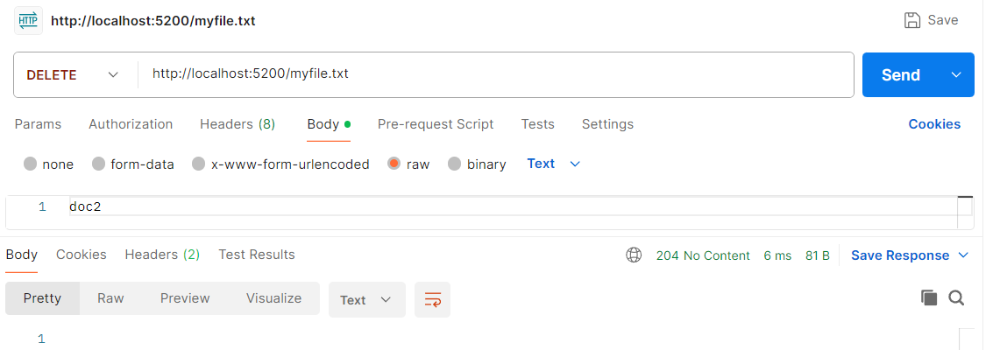 HTTP http://localhost:5200/myfile.txt Save
DELETE http://localhost:5200/myfile.txt Send
Params Authorization Headers (8) Body Pre-request Script Tests Settings Cookies
none form-data x-www-form-urlencoded raw binary Text
1 doc2
Body Cookies Headers (2) Test Results 204 No Content 6 ms 81 B Save Response
Pretty Raw Preview Visualize Text
1